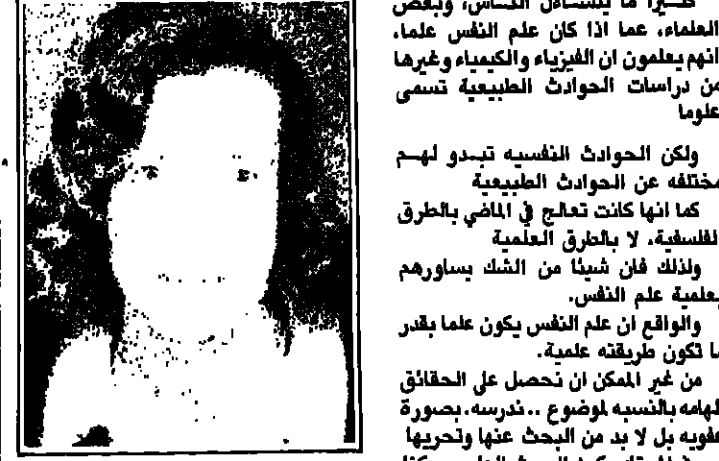 ما يتساءل الناس، وبعض
العلماء، عما اذا كان علم النفس علما.
انهم يعلمون ان الفيزياء والكيمياء وغيرها
من دراسات الحوادث الطبيعية تسمى
علوما
ولكن الحوادث النفسيه تبدو لهم
مختلفه عن الحوادث الطبيعية
كما انها كانت تعالج في الماضي بالطرق
الفلسفية، لا بالطرق العلمية
ولذلك فان شيئا من الشك يساورهم
بعلمية علم النفس.
والواقع ان علم النفس يكون علما بقدر
ما تكون طريقته علمية.
من غير الممكن ان نحصل على الحقائق
الهامه بالنسبه لموضوع .. ندرسه، بصورة
عفويه بل لا بد من البحث عنها وتحريها